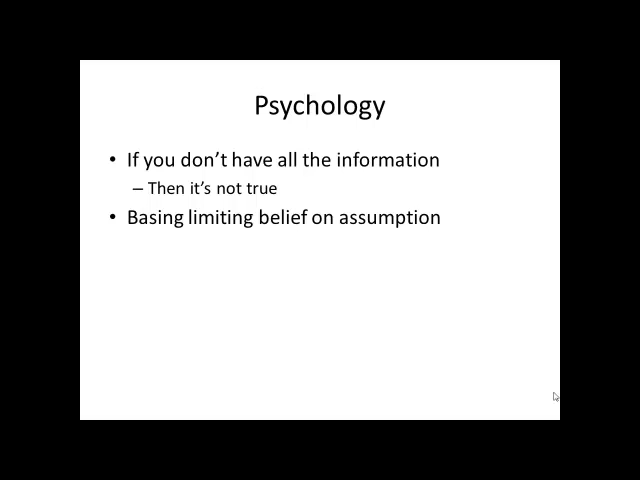 Psychology
• If you don’t have all the information
– Then it’s not true
• Basing limiting belief on assumption